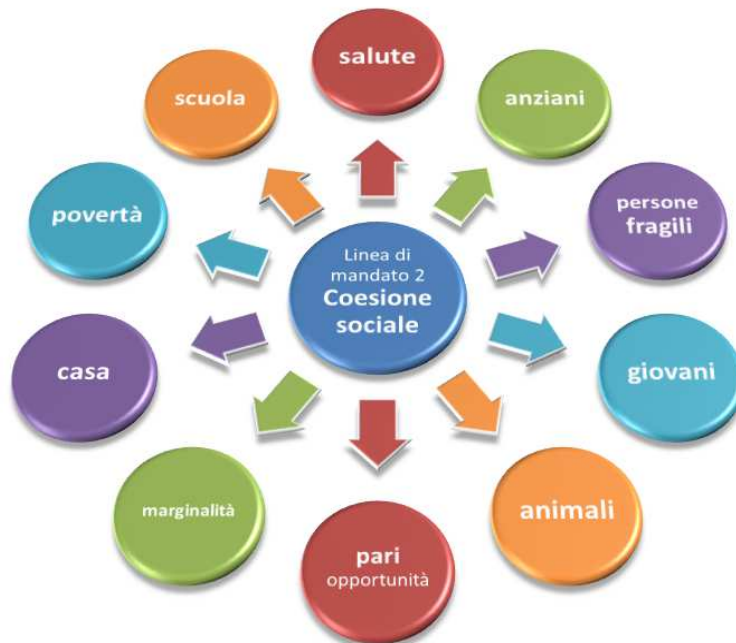 salute
scuola
anziani
povertà
persone
fragili
Linea di
mandato 2
Coesione
sociale
casa
giovani
marginalità
animali
pari
opportunità